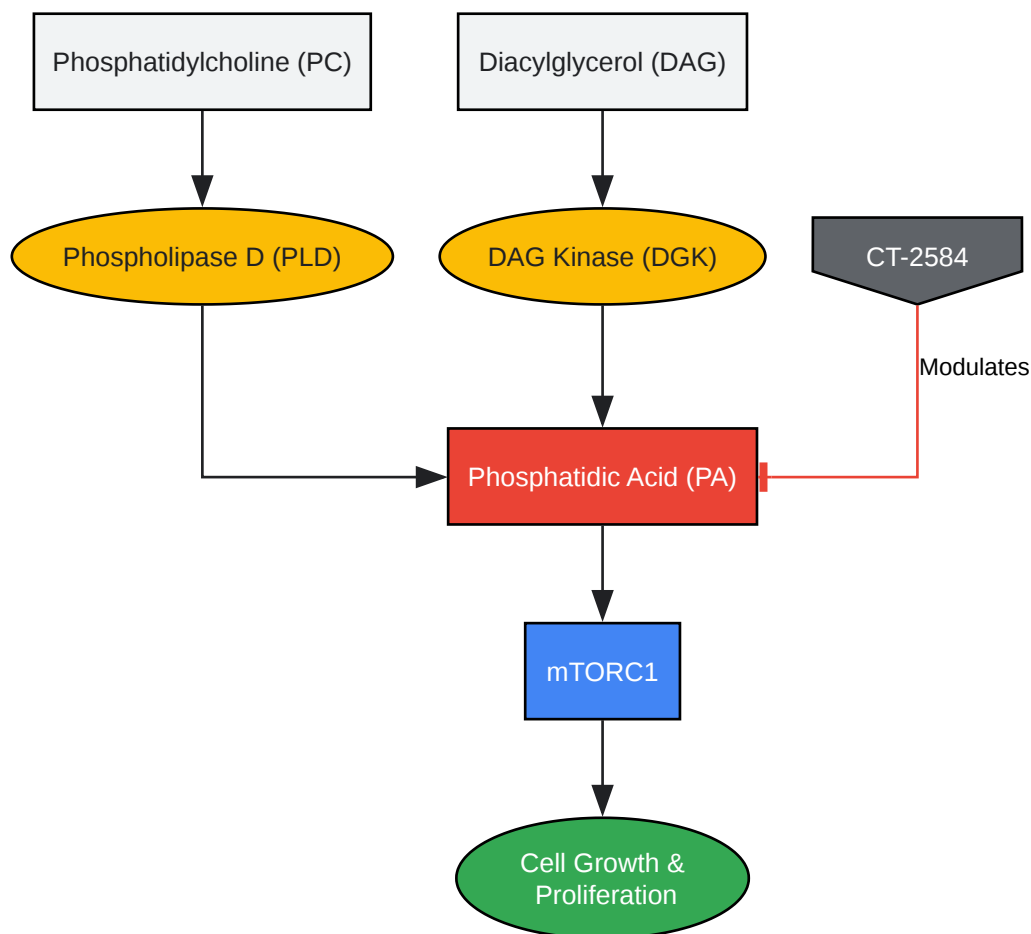 Phosphatidylcholine (PC)
Diacylglycerol (DAG)
Phospholipase D (PLD)
DAG Kinase (DGK)
CT-2584
Modulates
Phosphatidic Acid (PA)
mTORC1
Cell Growth &
Proliferation